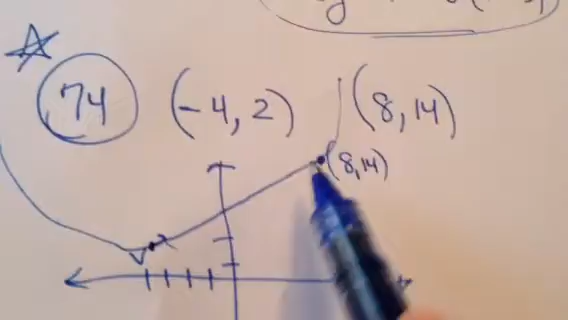 74 (-4, 2) (8, 14)
(8, 14)